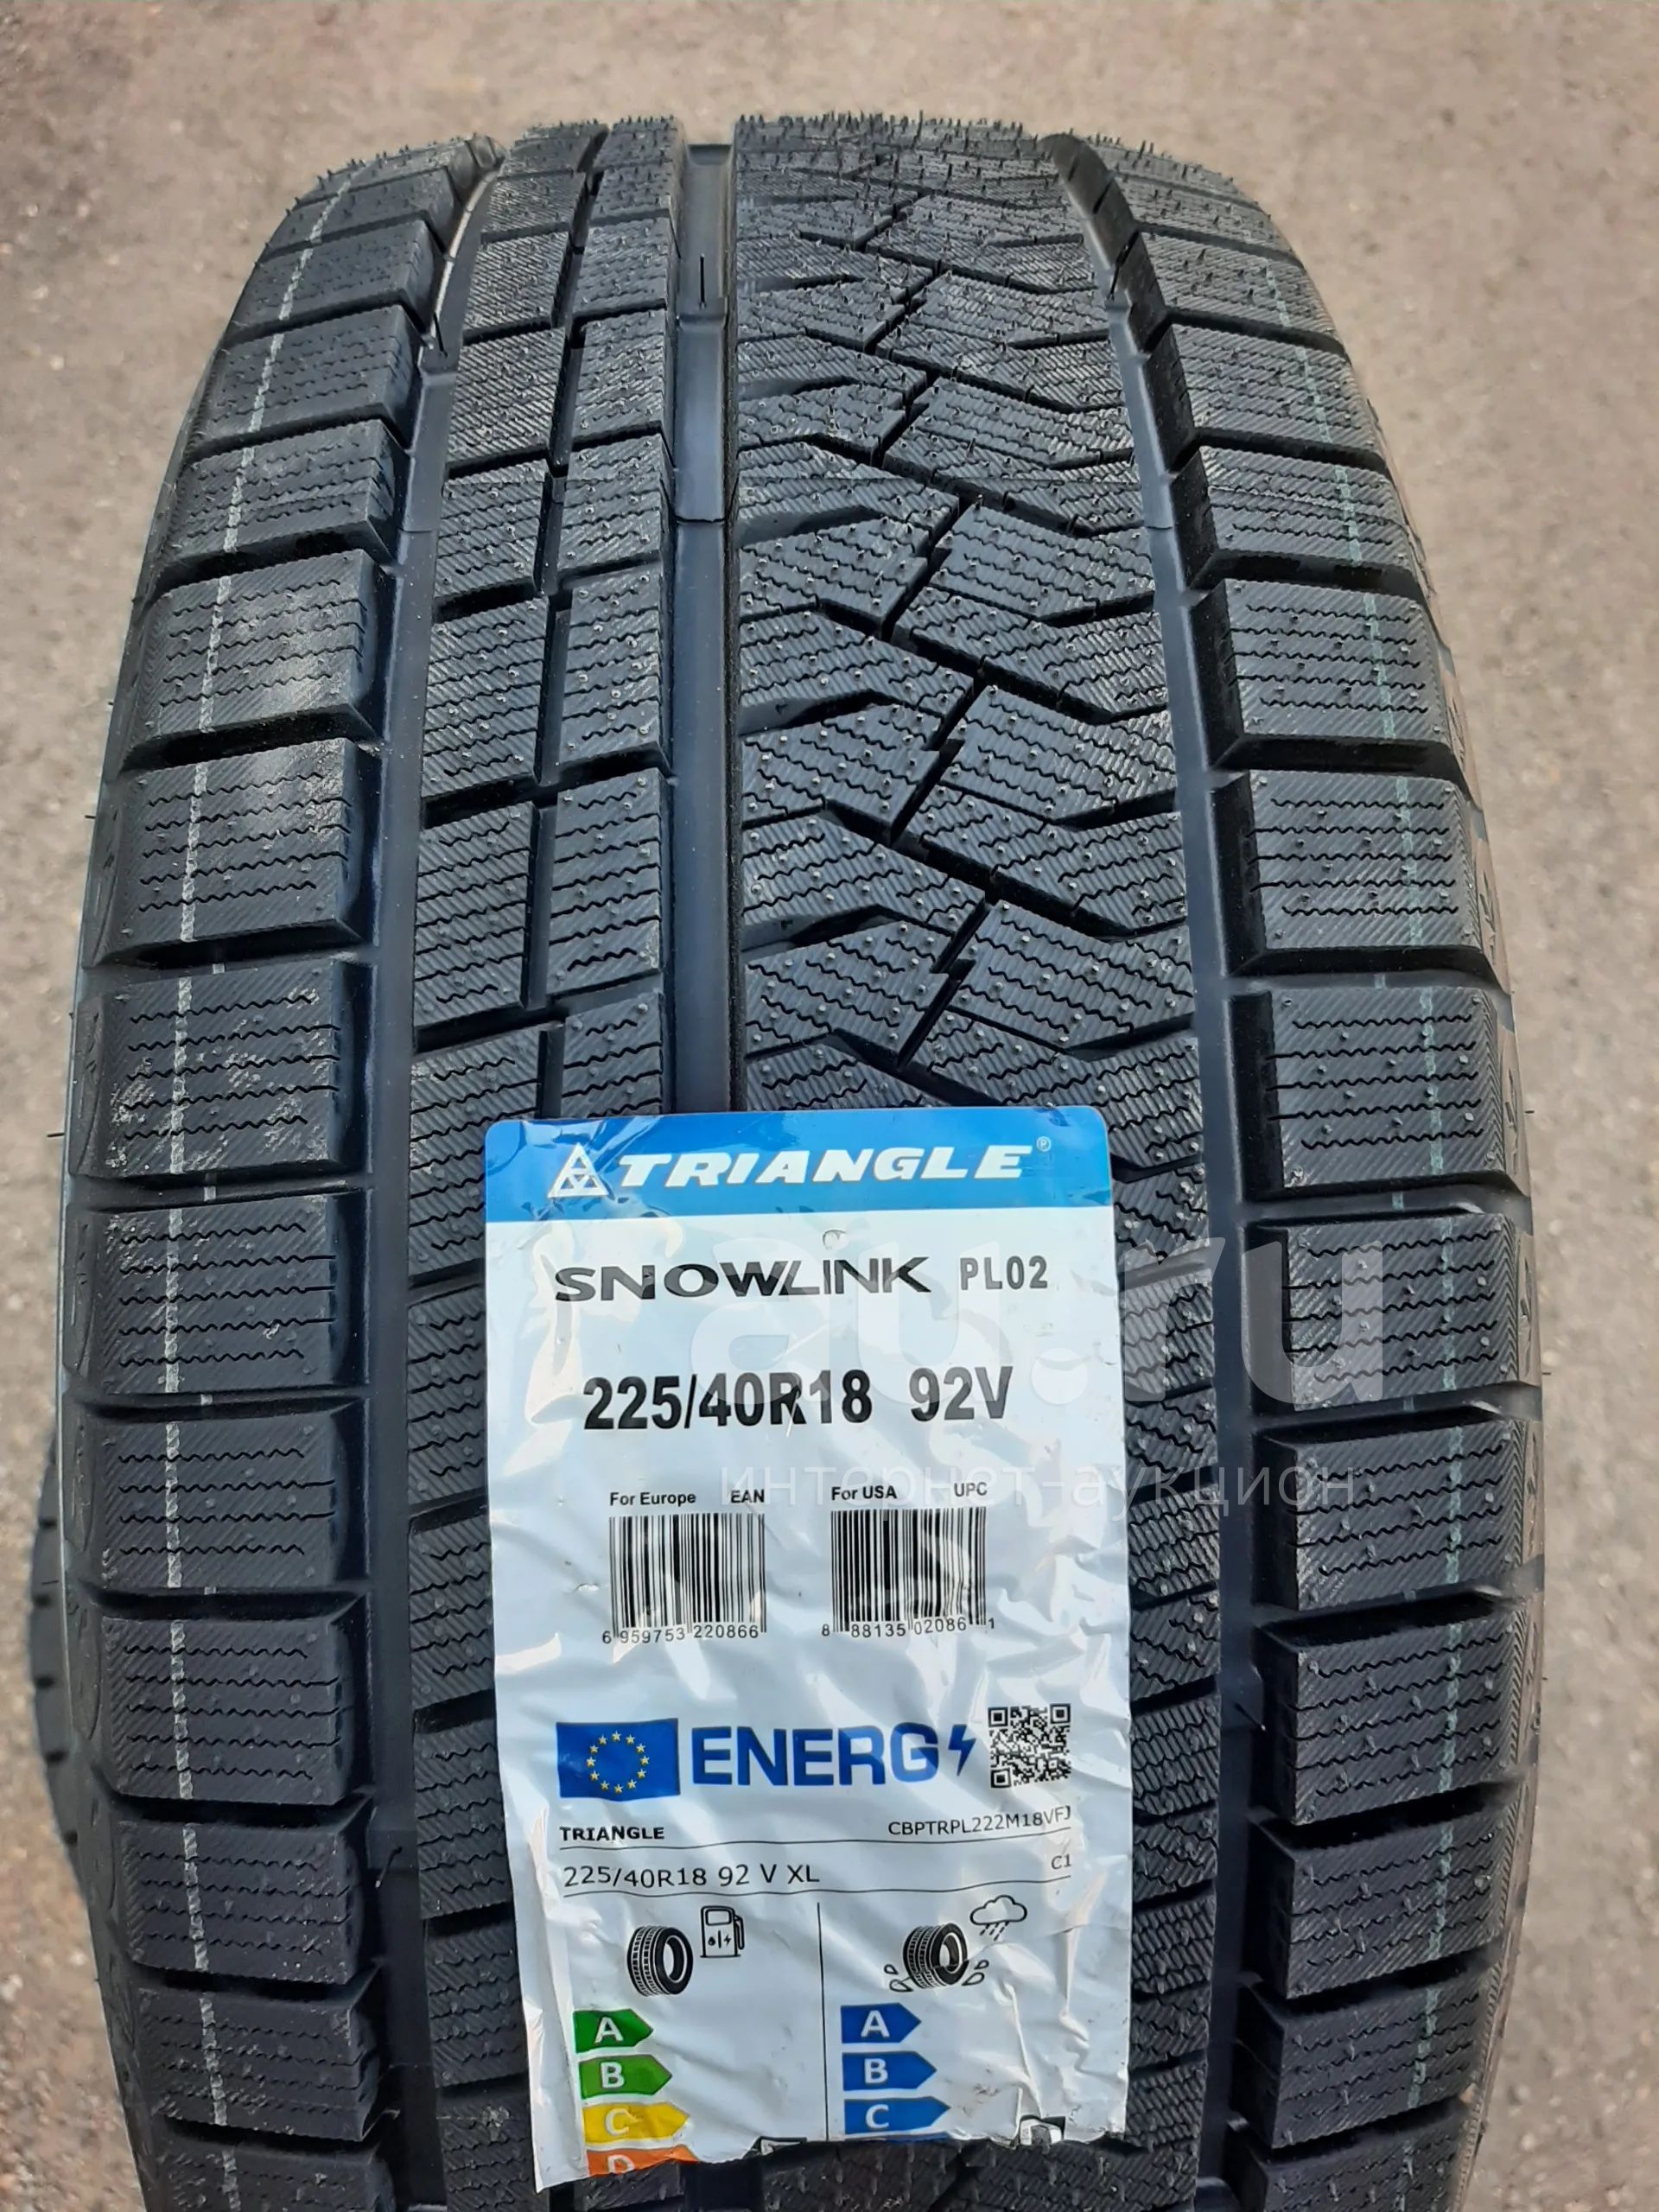 TRIANGLE®
SNOWLINK PL02
225/40R18 92V
For Europe EAN For USA UPC
6 959753 220866 8 88135 02086 1
ENERG
TRIANGLE CBPTRPL222M18VFJ
225/40R18 92 V XL C1
A A
B B
C C
D
au.ru
интернет-аукцион